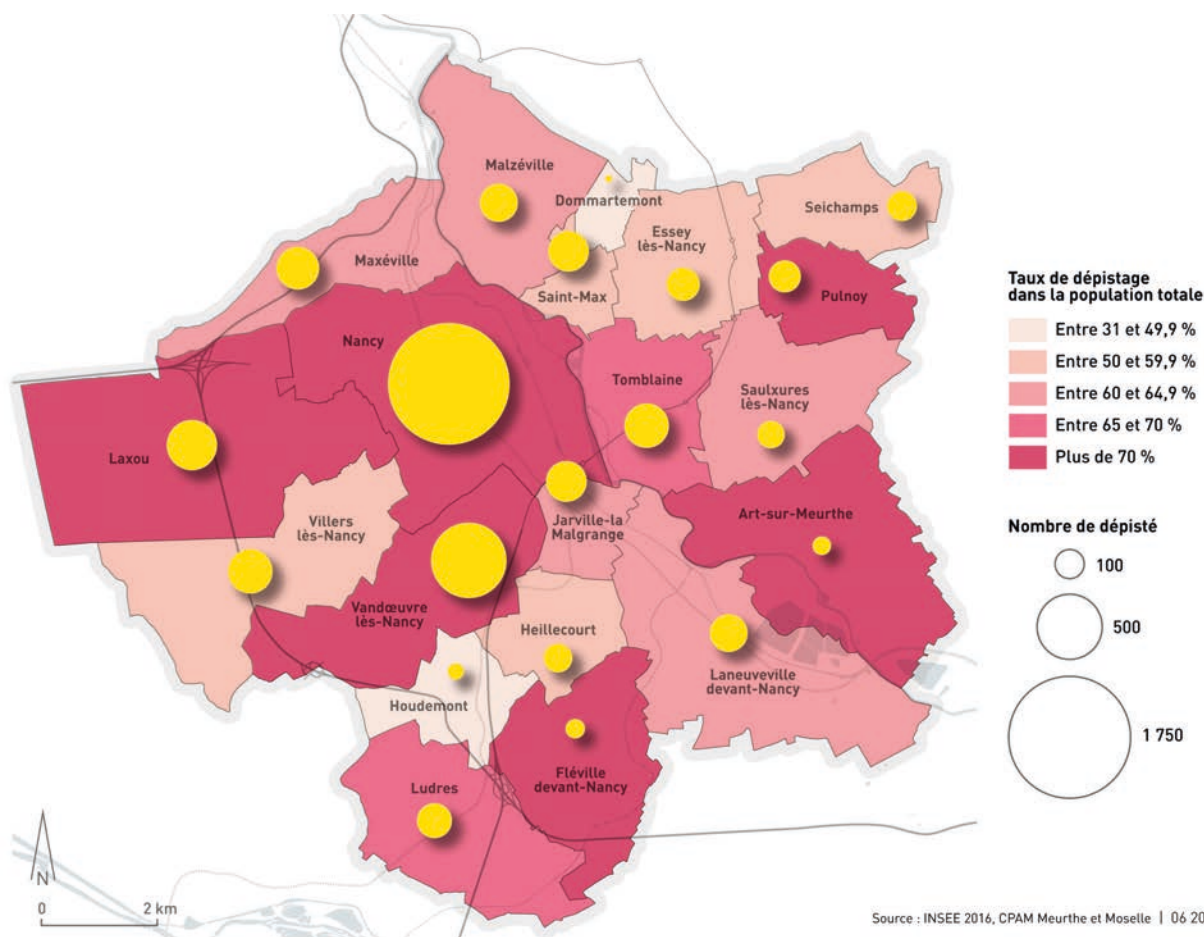 Malzéville
Dommartemont
Seichamps
Essey
lès-Nancy
Maxéville
Saint-Max
Pulnoy
Nancy
Tomblaine
Saulxures
lès-Nancy
Laxou
Villers
lès-Nancy
Jarville-la
Malgrange
Art-sur-Meurthe
Vandœuvre
lès-Nancy
Heillecourt
Laneuveville
devant-Nancy
Houdemont
Fléville
devant-Nancy
Ludres
N
0 2 km
Taux de dépistage
dans la population totale
Entre 31 et 49,9 %
Entre 50 et 59,9 %
Entre 60 et 64,9 %
Entre 65 et 70 %
Plus de 70 %
Nombre de dépisté
100
500
1 750
Source : INSEE 2016, CPAM Meurthe et Moselle | 06 20